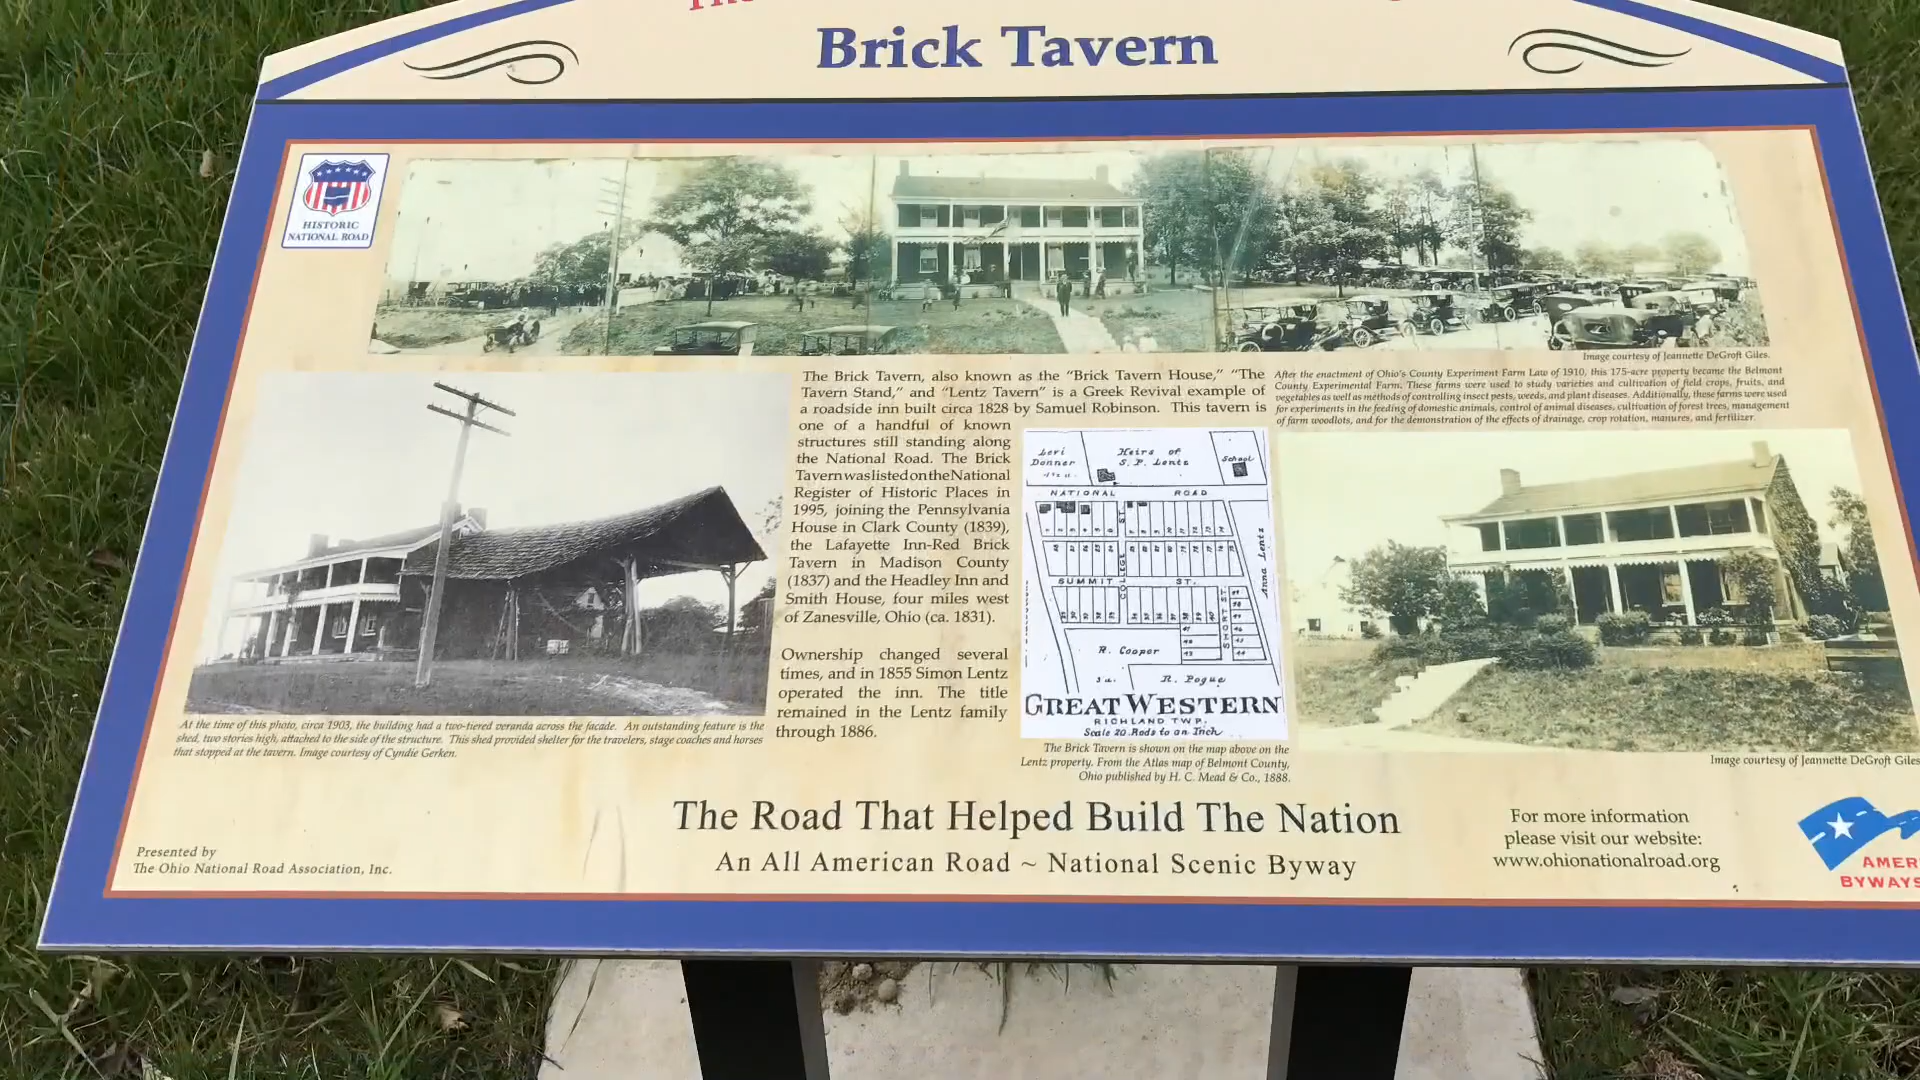 The
Brick Tavern
HISTORIC
NATIONAL ROAD
Image courtesy of Jeannette DeGroft Giles.
The Brick Tavern, also known as the “Brick Tavern House,” “The
Tavern Stand,” and “Lentz Tavern” is a Greek Revival example of
a roadside inn built circa 1828 by Samuel Robinson. This tavern is
one of a handful of known
structures still standing along
the National Road. The Brick
Tavern was listed on the National
Register of Historic Places in
1995, joining the Pennsylvania
House in Clark County (1839),
the Lafayette Inn-Red Brick
Tavern in Madison County
(1837) and the Headley Inn and
Smith House, four miles west
of Zanesville, Ohio (ca. 1831).
Ownership changed several
times, and in 1855 Simon Lentz
operated the inn. The title
remained in the Lentz family
through 1886.
After the enactment of Ohio's County Experiment Farm Law of 1910, this 175-acre property became the Belmont
County Experimental Farm. These farms were used to study varieties and cultivation of field crops, fruits, and
vegetables as well as methods of controlling insect pests, weeds, and plant diseases. Additionally, these farms were used
for experiments in the feeding of domestic animals, control of animal diseases, cultivation of forest trees, management
of farm woodlots, and for the demonstration of the effects of drainage, crop rotation, manures, and fertilizer.
Levi
Danner
Heirs of
S. P. Lentz
School
NATIONAL ROAD
COLLEGE ST.
Anna Lentz
SUMMIT ST.
SHORT ST.
R. Cooper
R. Pogue
GREAT WESTERN
RICHLAND TWP.
Scale 20 Rods to an Inch
The Brick Tavern is shown on the map above on the
Lentz property. From the Atlas map of Belmont County,
Ohio published by H. C. Mead & Co., 1888.
At the time of this photo, circa 1903, the building had a two-tiered veranda across the facade. An outstanding feature is the
shed, two stories high, attached to the side of the structure. This shed provided shelter for the travelers, stage coaches and horses
that stopped at the tavern. Image courtesy of Cyndie Gerken.
Image courtesy of Jeannette DeGroft Giles
The Road That Helped Build The Nation
An All American Road ~ National Scenic Byway
Presented by
The Ohio National Road Association, Inc.
For more information
please visit our website:
www.ohionationalroad.org
AMER
BYWAYS